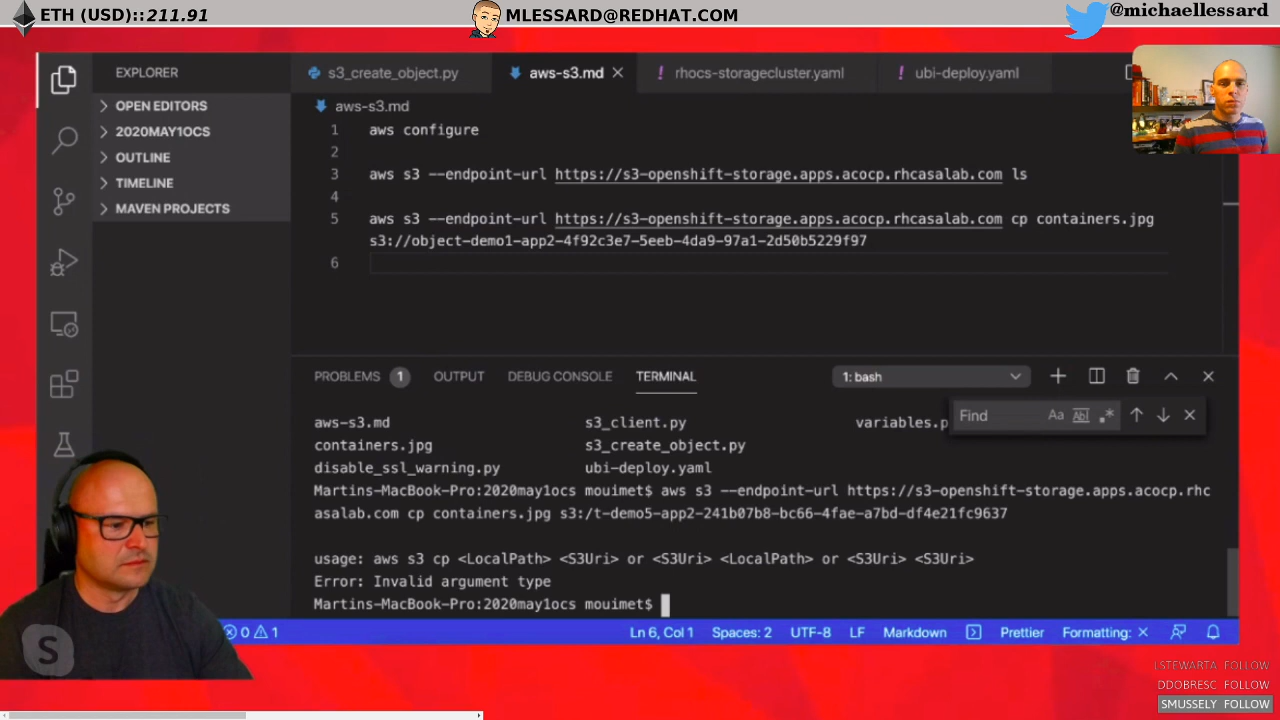 ETH (USD)::211.91
MLESSARD@REDHAT.COM
@michaellessard
EXPLORER
OPEN EDITORS
2020MAY1OCS
OUTLINE
TIMELINE
MAVEN PROJECTS
s3_create_object.py
aws-s3.md
rhocs-storagecluster.yaml
ubi-deploy.yaml
aws-s3.md
1 aws configure
2
3 aws s3 --endpoint-url https://s3-openshift-storage.apps.acocp.rhcasalab.com ls
4
5 aws s3 --endpoint-url https://s3-openshift-storage.apps.acocp.rhcasalab.com cp containers.jpg
s3://object-demo1-app2-4f92c3e7-5eeb-4da9-97a1-2d50b5229f97
6
PROBLEMS 1 OUTPUT DEBUG CONSOLE TERMINAL 1: bash
Find Aa Abl .*
aws-s3.md s3_client.py variables.p
containers.jpg s3_create_object.py
disable_ssl_warning.py ubi-deploy.yaml
Martins-MacBook-Pro:2020may1ocs mouimet$ aws s3 --endpoint-url https://s3-openshift-storage.apps.acocp.rhc
asalab.com cp containers.jpg s3:/t-demo5-app2-241b07b8-bc66-4fae-a7bd-df4e21fc9637
usage: aws s3 cp <LocalPath> <S3Uri> or <S3Uri> <LocalPath> or <S3Uri> <S3Uri>
Error: Invalid argument type
Martins-MacBook-Pro:2020may1ocs mouimet$
0 1 Ln 6, Col 1 Spaces: 2 UTF-8 LF Markdown Prettier Formatting: ×
S
LSTEWARTA FOLLOW
DDOBRESC FOLLOW
SMUSSELY FOLLOW